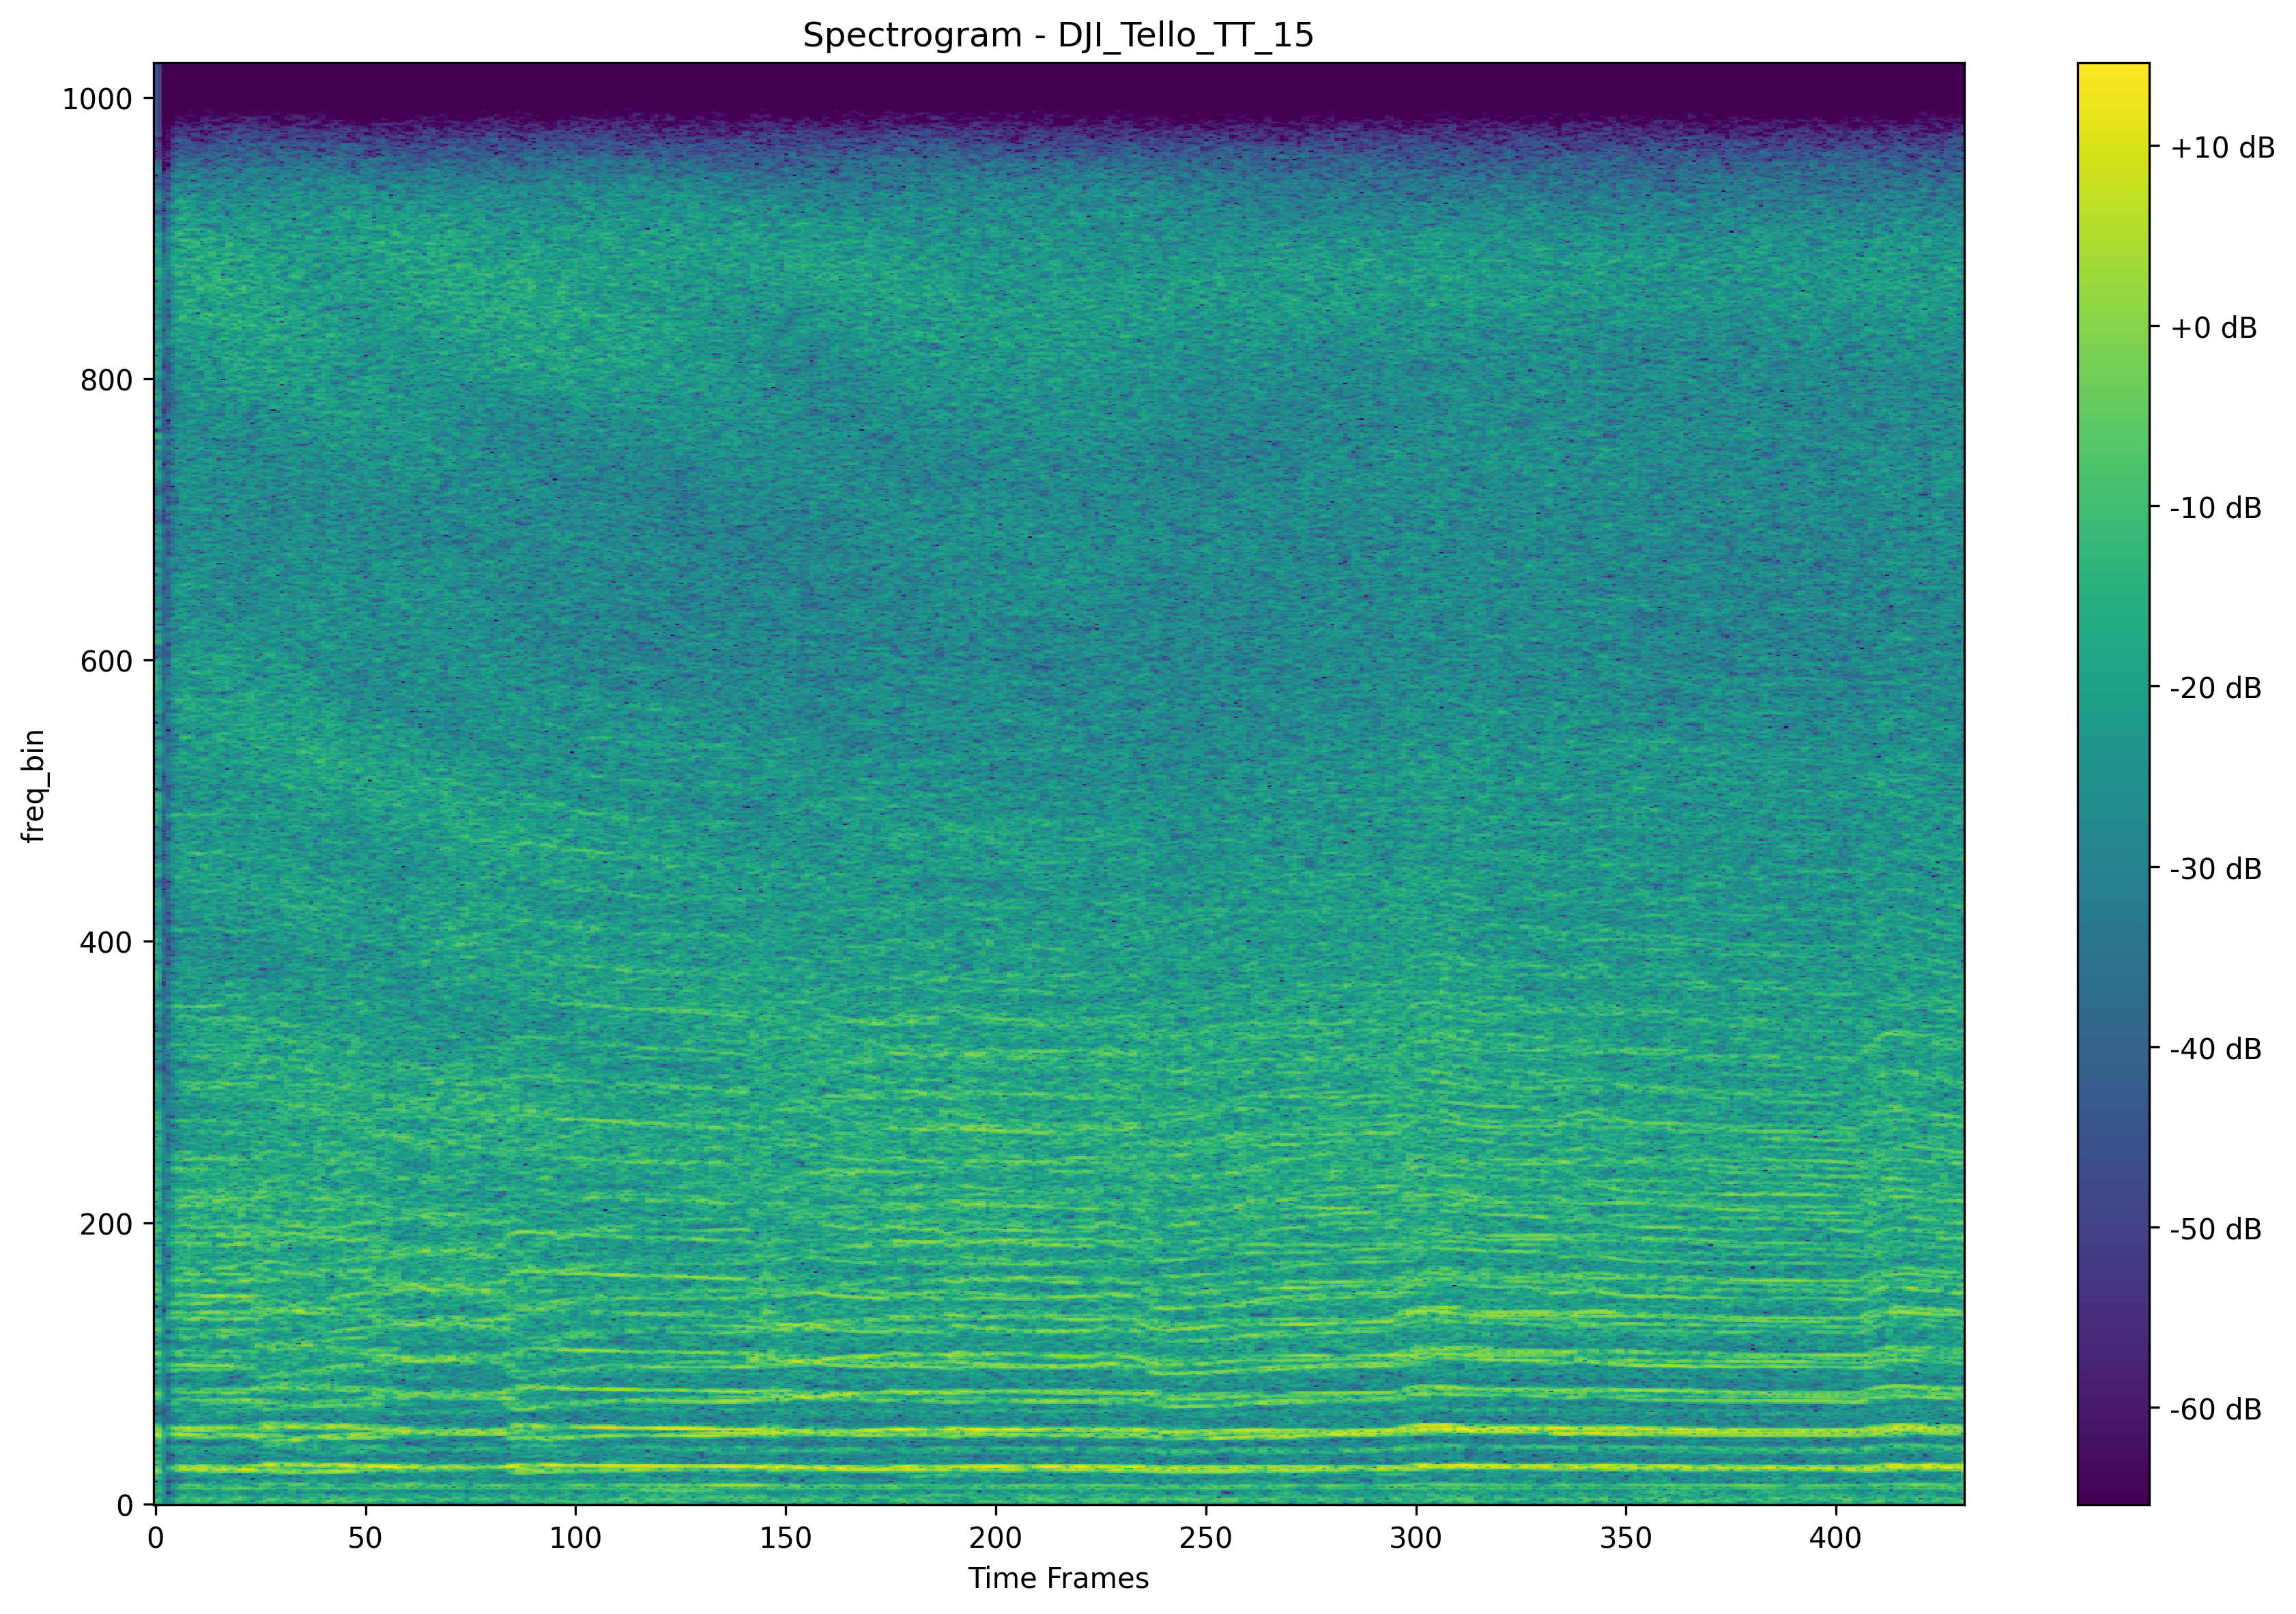 Spectrogram - DJI_Tello_TT_15
1000
800
600
400
200
0
freq_bin
0 50 100 150 200 250 300 350 400
Time Frames
+10 dB
+0 dB
-10 dB
-20 dB
-30 dB
-40 dB
-50 dB
-60 dB